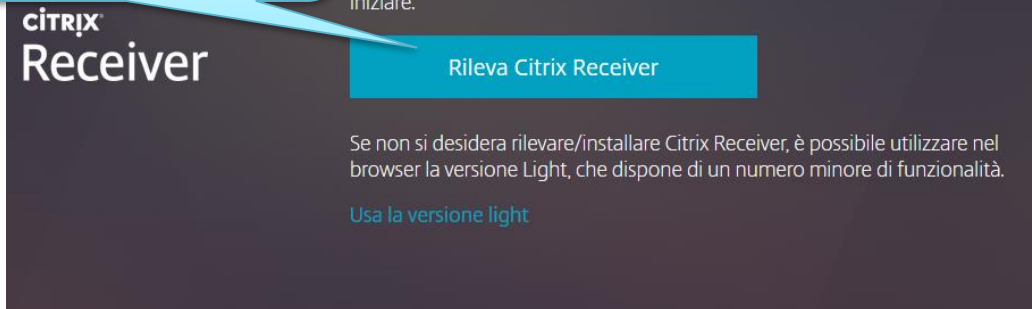 iniziare.
CITRIX
Receiver
Rileva Citrix Receiver
Se non si desidera rilevare/installare Citrix Receiver, è possibile utilizzare nel
browser la versione Light, che dispone di un numero minore di funzionalità.
Usa la versione light